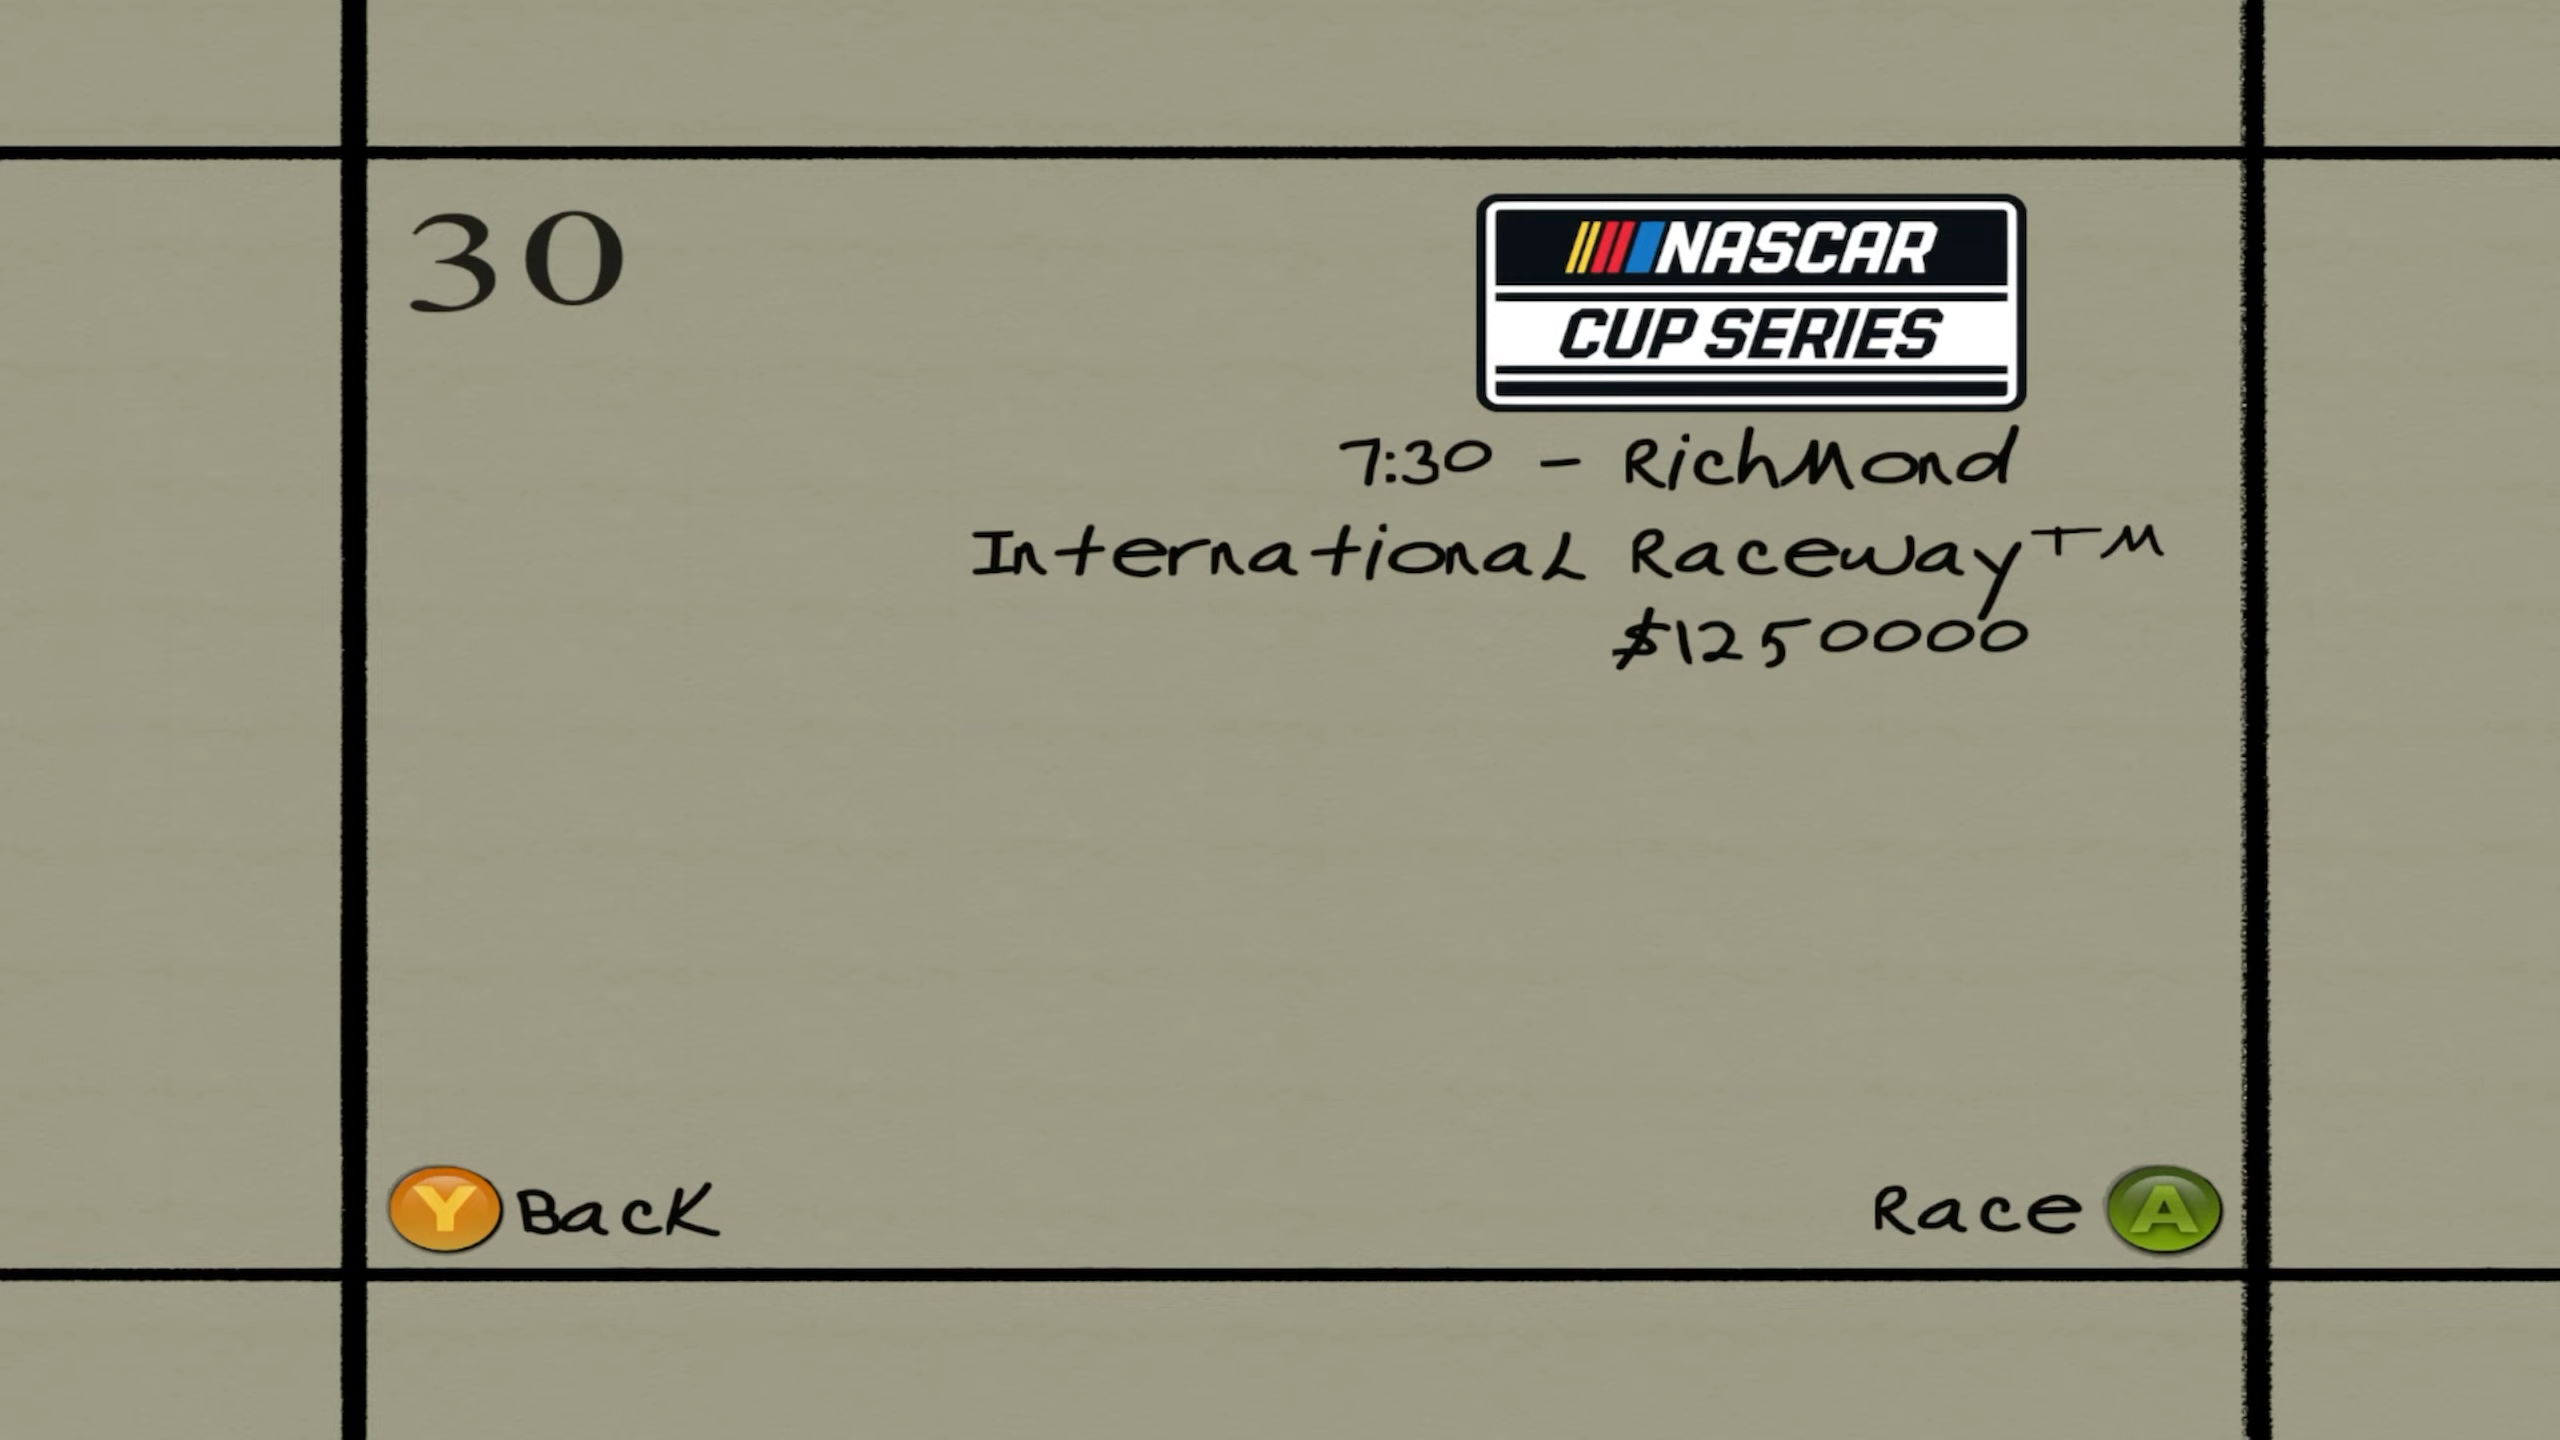 30
NASCAR
CUP SERIES
7:30 - Richmond
International Raceway™
$1250000
Y Back
Race A